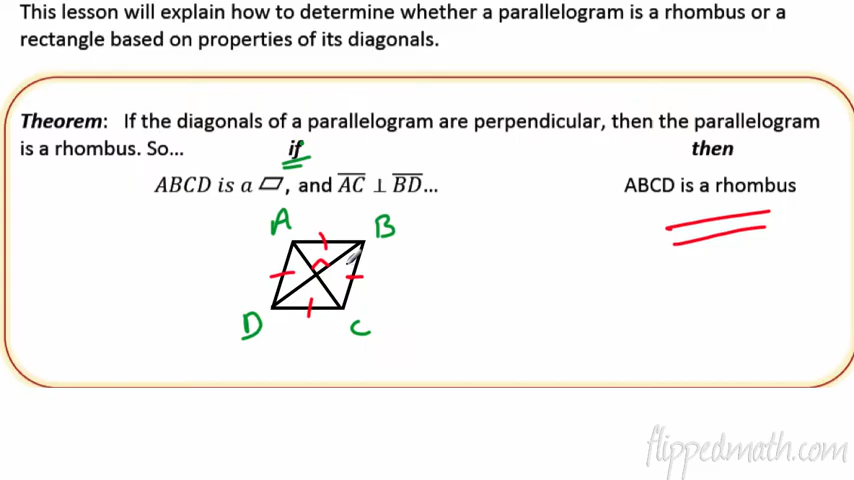 This lesson will explain how to determine whether a parallelogram is a rhombus or a
rectangle based on properties of its diagonals.
Theorem: If the diagonals of a parallelogram are perpendicular, then the parallelogram
is a rhombus. So... if then
ABCD is a ▱, and A̅C̅ ⊥ B̅D̅... ABCD is a rhombus
A B
D C
flippedmath.com